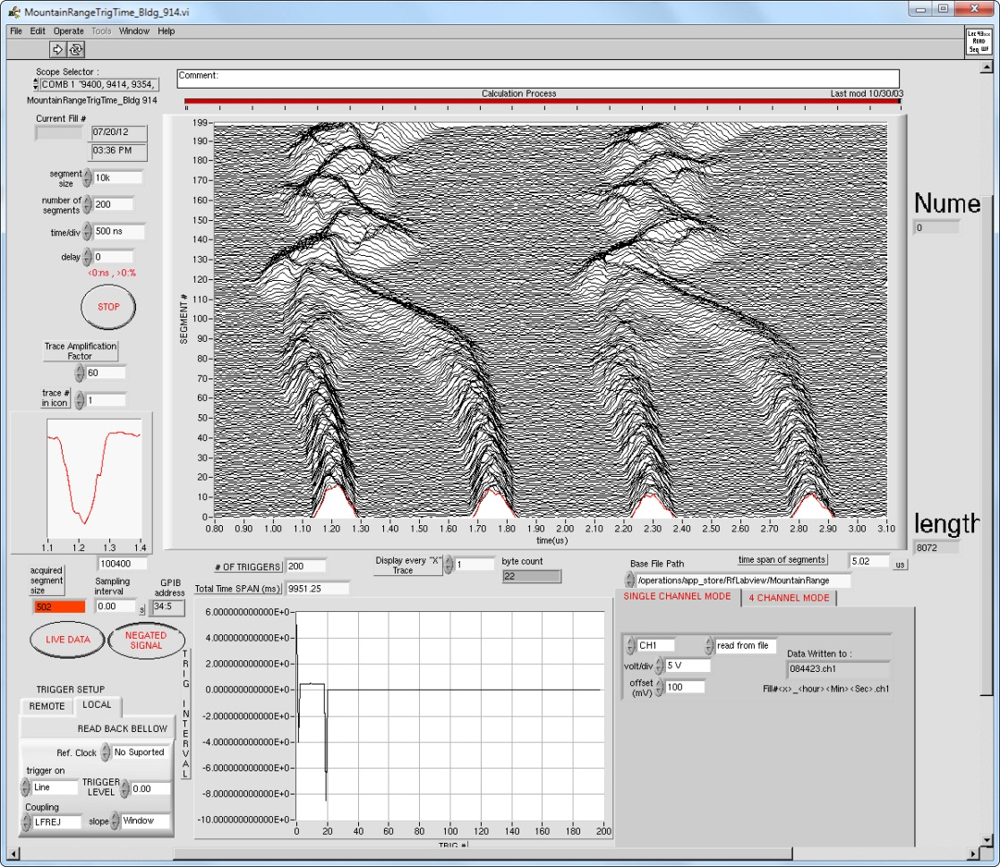 MountainRangeTrigTime_Bldg_914.vi
File Edit Operate Tools Window Help
Lec 93xx
READ
Seq WF
Scope Selector :
COMB 1 "9400, 9414, 9354,
MountainRangeTrigTime_Bldg 914
Comment:
Calculation Process
Last mod 10/30/03
Current Fill #
07/20/12
03:36 PM
segment size 10k
number of segments 200
time/div 500 ns
delay 0
<0:ns , >0:%
STOP
Trace Amplification Factor
60
trace # in icon 1
1.1 1.2 1.3 1.4
SEGMENT #
199
190
180
170
160
150
140
130
120
110
100
90
80
70
60
50
40
30
20
10
0
0.80 0.90 1.00 1.10 1.20 1.30 1.40 1.50 1.60 1.70 1.80 1.90 2.00 2.10 2.20 2.30 2.40 2.50 2.60 2.70 2.80 2.90 3.00 3.10
time(us)
Nume
0
length
8072
100400
acquired segment size
502
Sampling interval
0.00 s
GPIB address
34:5
LIVE DATA
NEGATED SIGNAL
# OF TRIGGERS 200
Total Time SPAN (ms) 9951.25
Display every "X" Trace 1
byte count
22
time span of segments 5.02 us
Base File Path
/operations/app_store/RfLabview/MountainRange
SINGLE CHANNEL MODE
4 CHANNEL MODE
CH1
read from file
volt/div 5 V
offset (mV) 100
Data Written to :
084423.ch1
Fill#<x>_<hour><Min><Sec>.ch1
TRIG INTERVAL
6.000000000000E+0
4.000000000000E+0
2.000000000000E+0
0.000000000000E+0
-2.000000000000E+0
-4.000000000000E+0
-6.000000000000E+0
-8.000000000000E+0
-10.000000000000E+0
0 20 40 60 80 100 120 140 160 180 200
TRIG #
TRIGGER SETUP
REMOTE
LOCAL
READ BACK BELLOW
Ref. Clock No Suported
trigger on
Line
TRIGGER LEVEL 0.00
Coupling
LFREJ
slope Window